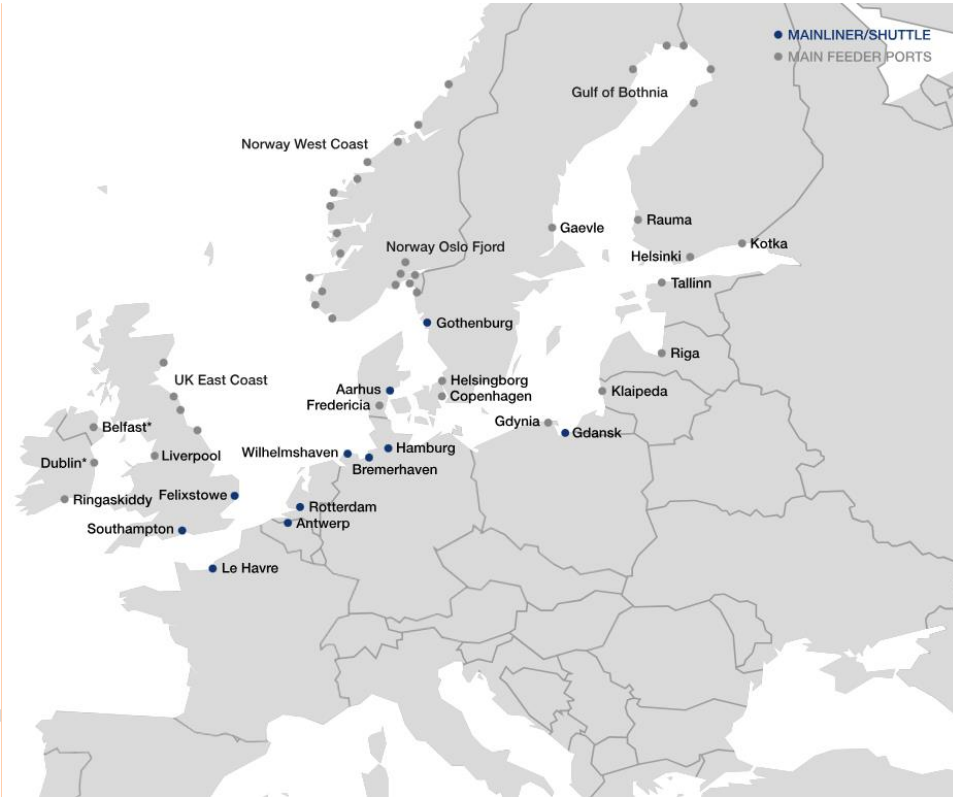 MAINLINER/SHUTTLE
MAIN FEEDER PORTS
Gulf of Bothnia
Norway West Coast
Gaevle
Rauma
Kotka
Norway Oslo Fjord
Helsinki
Tallinn
Gothenburg
Riga
UK East Coast
Helsingborg
Aarhus
Klaipeda
Copenhagen
Fredericia
Gdynia
Belfast*
Gdansk
Hamburg
Wilhelmshaven
Liverpool
Dublin*
Bremerhaven
Felixstowe
Ringaskiddy
Rotterdam
Antwerp
Southampton
Le Havre